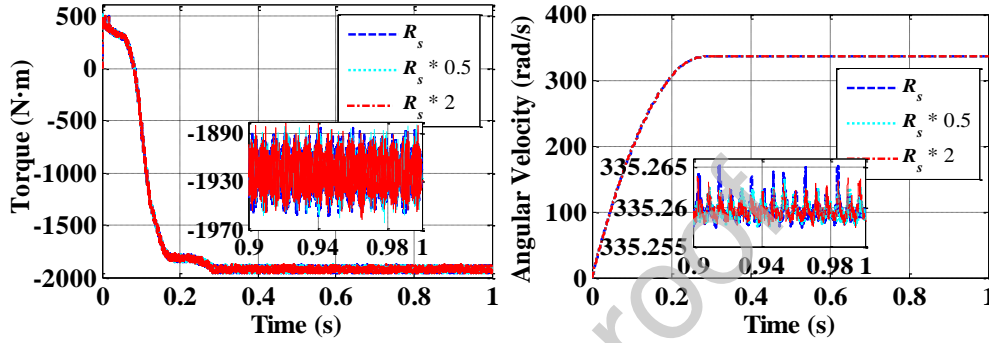 500
0
-500
-1000
-1500
-2000
Torque (N·m)
0 0.2 0.4 0.6 0.8 1
Time (s)
R_s
R_s * 0.5
R_s * 2
-1890
-1930
-1970
0.9 0.94 0.98 1
400
300
200
100
0
Angular Velocity (rad/s)
0 0.2 0.4 0.6 0.8 1
Time (s)
R_s
R_s * 0.5
R_s * 2
335.265
335.26
335.255
0.9 0.94 0.98 1
roof